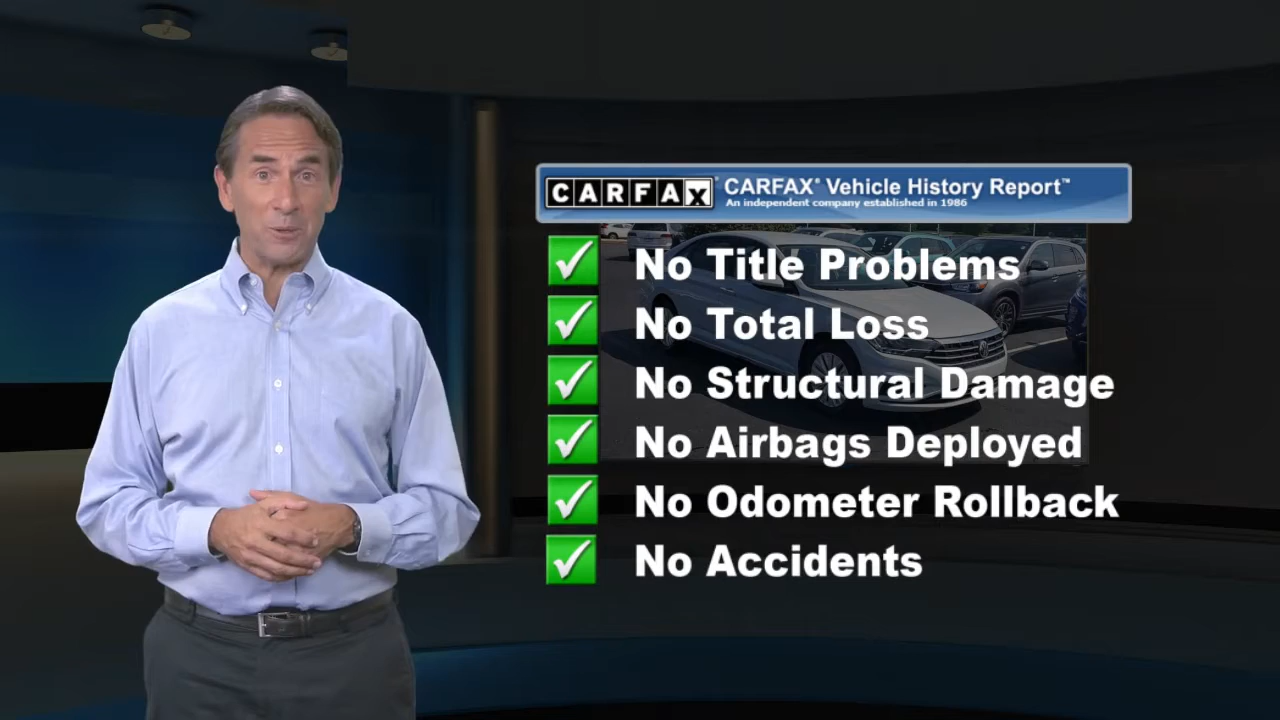 CARFAX® CARFAX® Vehicle History Report™
An independent company established in 1986
No Title Problems
No Total Loss
No Structural Damage
No Airbags Deployed
No Odometer Rollback
No Accidents